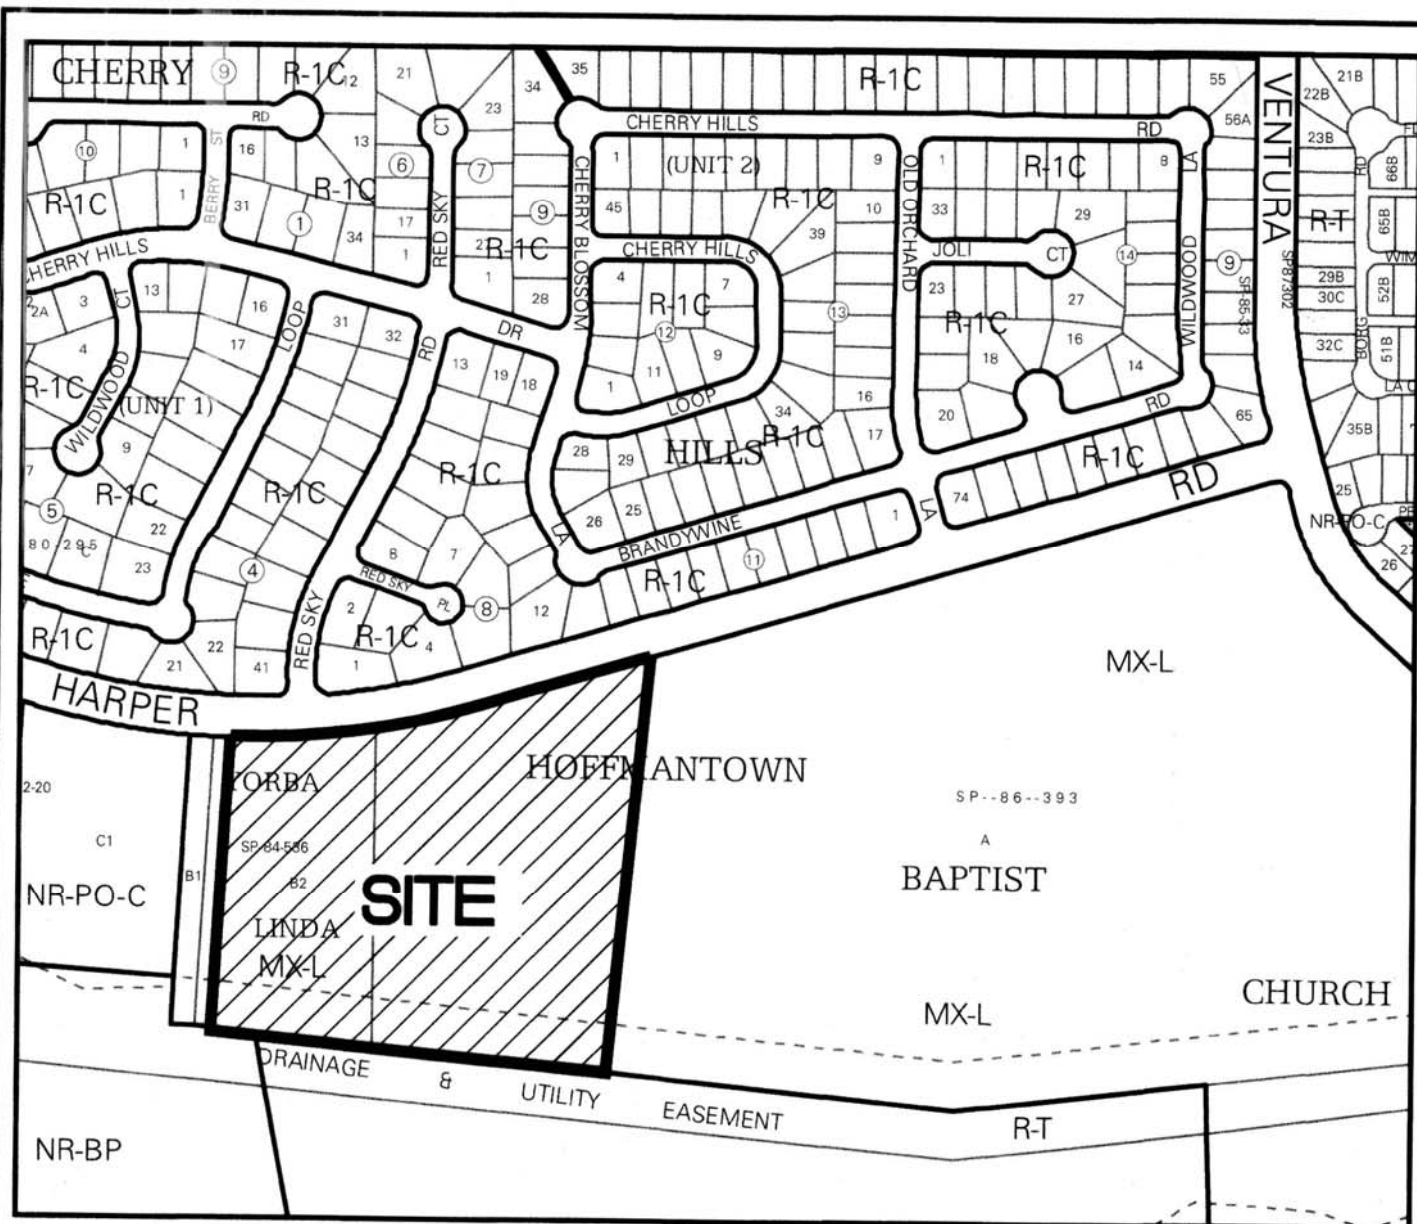 CHERRY 9 R-1C 12 21 34 35 R-1C 55 VENTURA 21B
22B
RD 23 CT CHERRY HILLS RD 56A
10 1 ST 16 13 6 7 1 (UNIT 2) 9 1 R-1C 8 LA 23B
66B
R-1C 1 BERRY 31 1 R-1C 34 17 9 CHERRY BLOSSOM 45 R-1C 10 OLD ORCHARD 33 29 R-T RD 65B
CHERRY HILLS 1 RED SKY 1 R-1C CHERRY HILLS 39 JOLI CT 14 9 SP87302
3 CT 13 16 28 4 7 23 27 WILDWOOD SP-85-33 29B 52B
2A LOOP 31 32 DR R-1C 12 13 R-1C 30C
4 17 RD 13 19 18 11 9 18 16 14 32C BORG 51B
R-1C WILDWOOD (UNIT 1) 1 LOOP 34 16 20 RD 65
9 R-1C 28 29 HILLS R-1C 17 R-1C RD 35B
7 R-1C R-1C 26 25 74 25
5 22 LA BRANDYWINE 1 LA NR-PO-C
80-295 C 23 4 8 7 11 26
RED SKY PL R-1C
R-1C 22 RED SKY 2 R-1C 4 8 12
21 41 1
HARPER MX-L
HOFFMANTOWN
YORBA
2-20 SP--86--393
C1 SP-84-536 A
B1 B2 BAPTIST
NR-PO-C SITE
LINDA
MX-L CHURCH
MX-L
DRAINAGE & UTILITY EASEMENT R-T
NR-BP